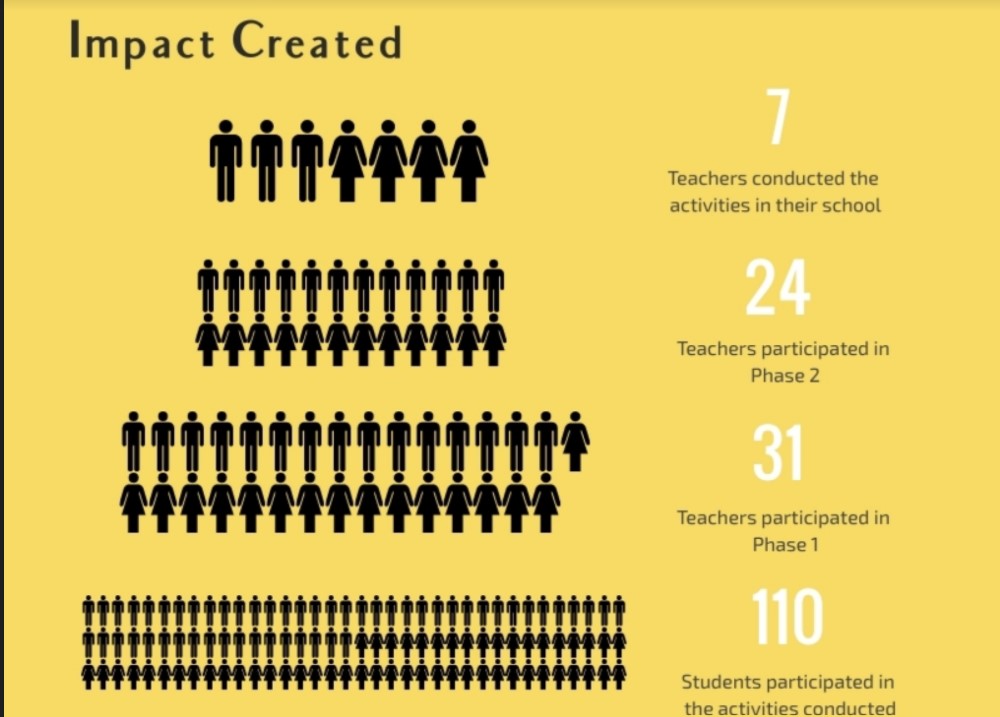 Impact Created
7
Teachers conducted the
activities in their school
24
Teachers participated in
Phase 2
31
Teachers participated in
Phase 1
110
Students participated in
the activities conducted